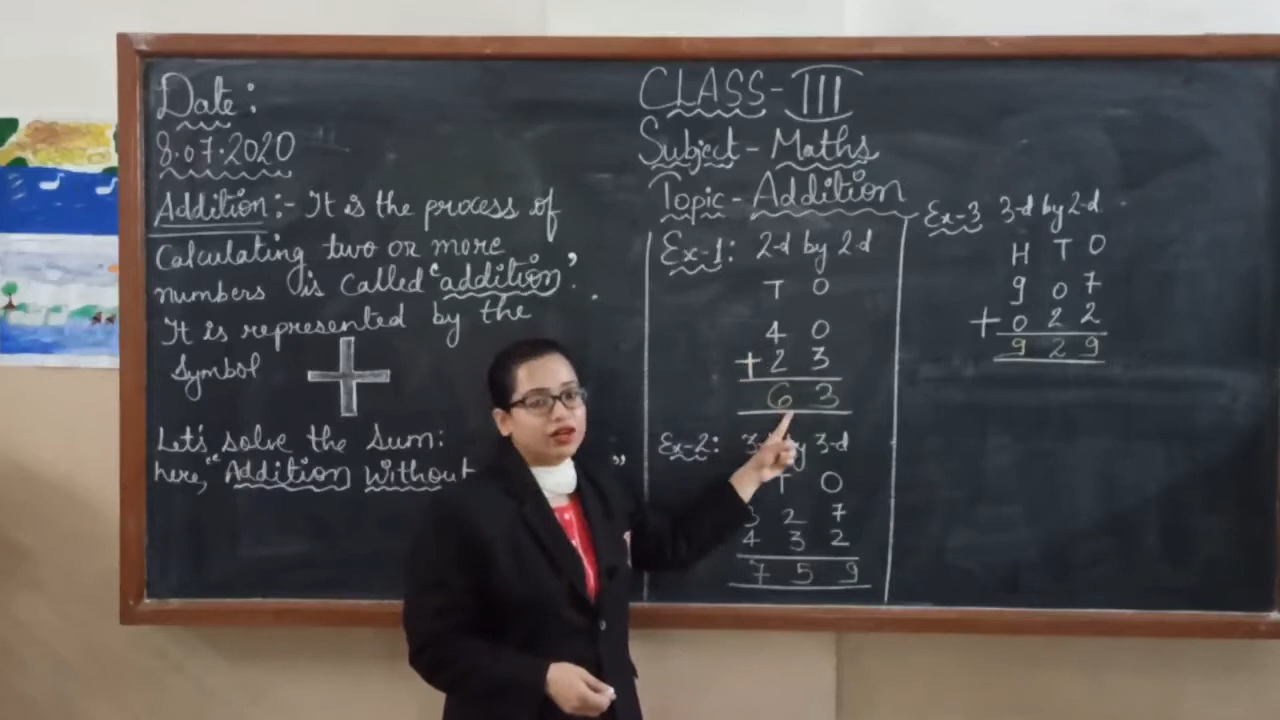 Date:
8.07.2020
Addition:- It is the process of
Calculating two or more
numbers is called "addition".
It is represented by the
Symbol +
Let's solve the Sum:
here, "Addition Without "
CLASS-III
Subject - Maths
Topic - Addition
Ex-1: 2-d by 2-d
T O
4 0
+ 2 3
6 3
Ex-2: 3-d by 3-d
T O
3 2 7
4 3 2
7 5 9
Ex-3 3-d by 2-d
H T O
9 0 7
+ 0 2 2
9 2 9